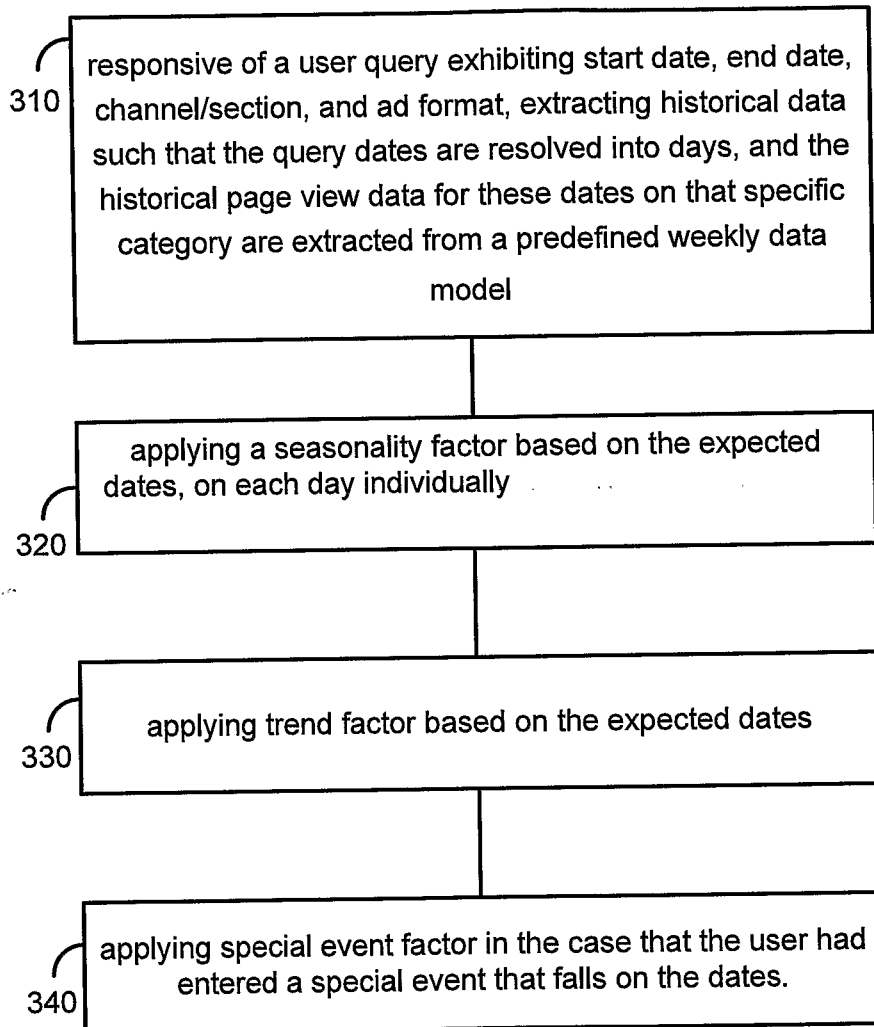 310
responsive of a user query exhibiting start date, end date,
channel/section, and ad format, extracting historical data
such that the query dates are resolved into days, and the
historical page view data for these dates on that specific
category are extracted from a predefined weekly data
model
320
applying a seasonality factor based on the expected
dates, on each day individually
330
applying trend factor based on the expected dates
340
applying special event factor in the case that the user had
entered a special event that falls on the dates.